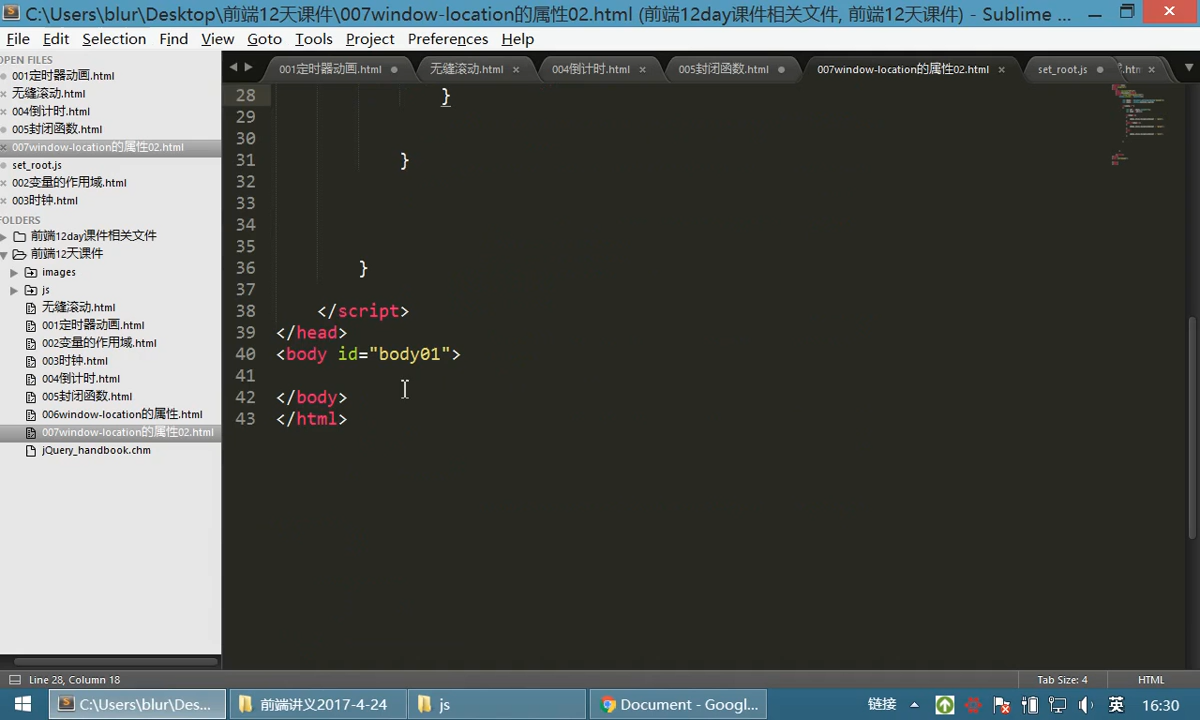 C:\Users\blur\Desktop\前端12天课件\007window-location的属性02.html (前端12day课件相关文件, 前端12天课件) - Sublime ...
File Edit Selection Find View Goto Tools Project Preferences Help
OPEN FILES
001定时器动画.html
无缝滚动.html
004倒计时.html
005封闭函数.html
007window-location的属性02.html
set_root.js
002变量的作用域.html
003时钟.html
FOLDERS
前端12day课件相关文件
前端12天课件
images
js
无缝滚动.html
001定时器动画.html
002变量的作用域.html
003时钟.html
004倒计时.html
005封闭函数.html
006window-location的属性.html
007window-location的属性02.html
jQuery_handbook.chm
001定时器动画.html 无缝滚动.html 004倒计时.html 005封闭函数.html 007window-location的属性02.html set_root.js .htn
28 }
29
30
31 }
32
33
34
35
36 }
37
38 </script>
39 </head>
40 <body id="body01">
41
42 </body>
43 </html>
Line 28, Column 18 Tab Size: 4 HTML
C:\Users\blur\Des... 前端讲义2017-4-24 js Document - Googl... 链接 英 16:30